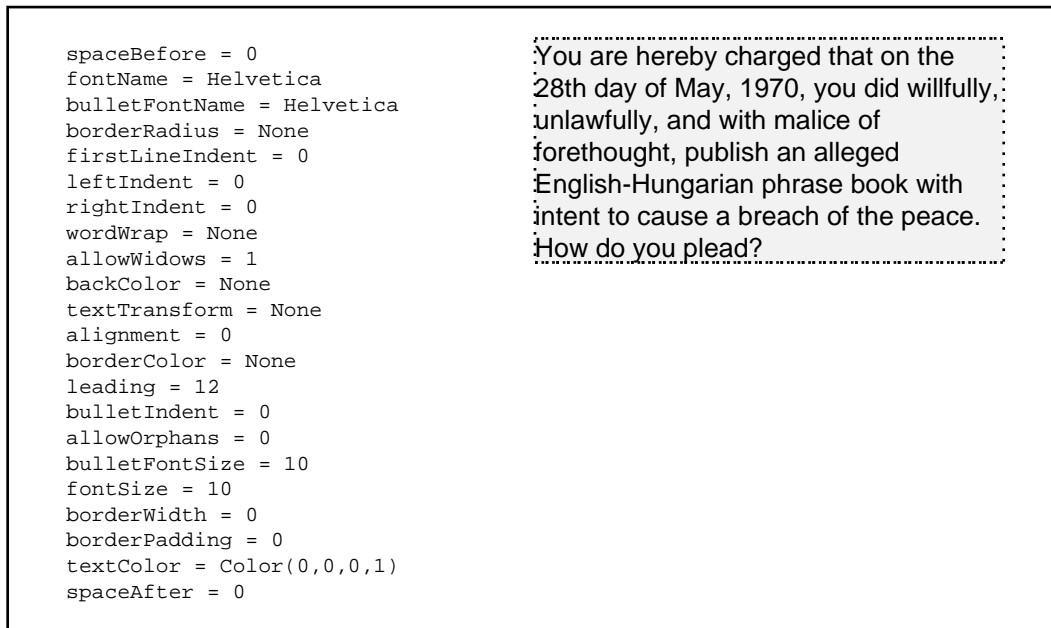 spaceBefore = 0
fontName = Helvetica
bulletFontName = Helvetica
borderRadius = None
firstLineIndent = 0
leftIndent = 0
rightIndent = 0
wordWrap = None
allowWidows = 1
backColor = None
textTransform = None
alignment = 0
borderColor = None
leading = 12
bulletIndent = 0
allowOrphans = 0
bulletFontSize = 10
fontSize = 10
borderWidth = 0
borderPadding = 0
textColor = Color(0,0,0,1)
spaceAfter = 0
You are hereby charged that on the
28th day of May, 1970, you did willfully,
unlawfully, and with malice of
forethought, publish an alleged
English-Hungarian phrase book with
intent to cause a breach of the peace.
How do you plead?